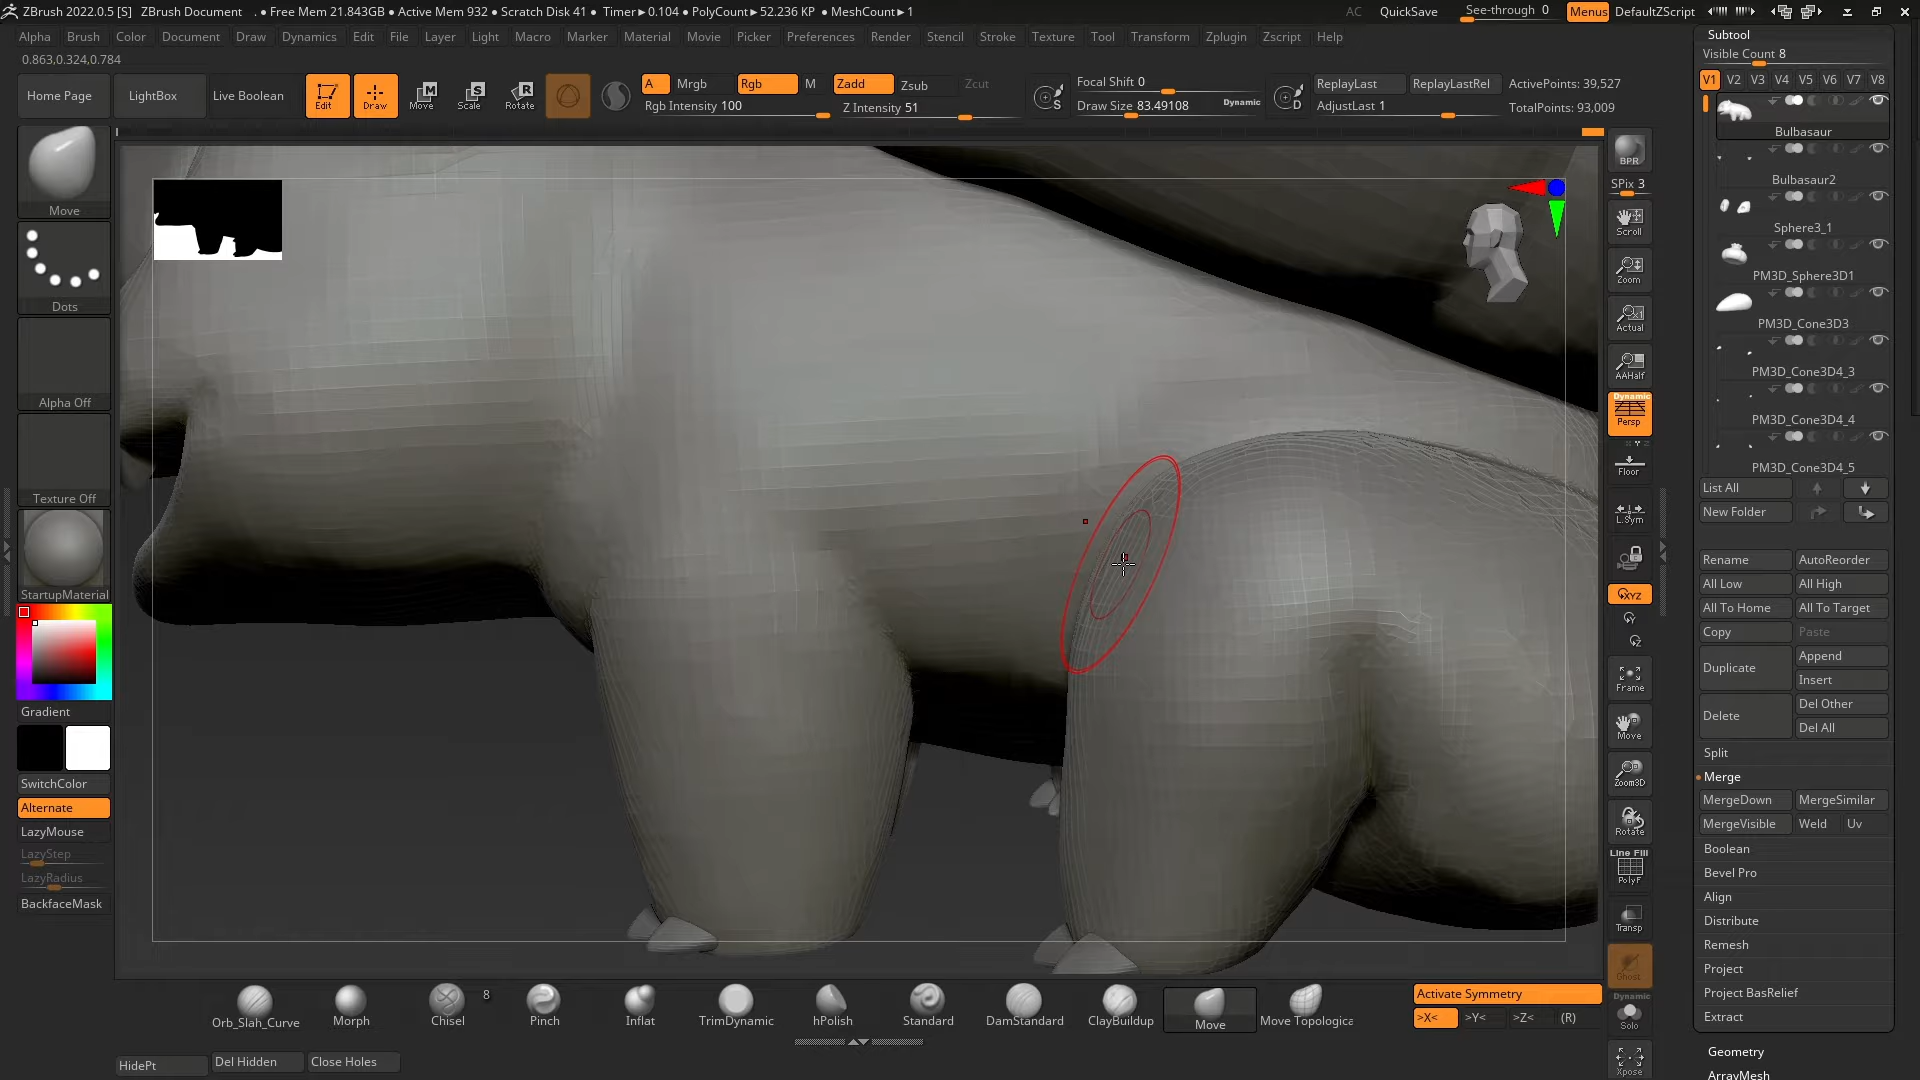 ZBrush 2022.0.5 [S] ZBrush Document . ● Free Mem 21.843GB ● Active Mem 932 ● Scratch Disk 41 ● Timer►0.104 ● PolyCount►52.236 KP ● MeshCount►1 AC QuickSave See-through 0 Menus DefaultZScript
Alpha Brush Color Document Draw Dynamics Edit File Layer Light Macro Marker Material Movie Picker Preferences Render Stencil Stroke Texture Tool Transform Zplugin Zscript Help
0.863,0.324,0.784
Home Page LightBox Live Boolean Edit Draw Move Scale Rotate
A Mrgb Rgb M Zadd Zsub Zcut
Rgb Intensity 100 Z Intensity 51
Focal Shift 0
Draw Size 83.49108 Dynamic
S D
ReplayLast ReplayLastRel ActivePoints: 39,527
AdjustLast 1 TotalPoints: 93,009
Move
Dots
Alpha Off
Texture Off
StartupMaterial
Gradient
SwitchColor
Alternate
LazyMouse
LazyStep
LazyRadius
BackfaceMask
BPR
SPix 3
Scroll
Zoom
Actual
AAHalf
Dynamic
Persp
Floor
L.Sym
XYZ
Frame
Move
Zoom3D
Rotate
Line Fill
PolyF
Transp
Ghost
Dynamic
Solo
Xpose
Subtool
Visible Count 8
V1 V2 V3 V4 V5 V6 V7 V8
Bulbasaur
Bulbasaur2
Sphere3_1
PM3D_Sphere3D1
PM3D_Cone3D3
PM3D_Cone3D4_3
PM3D_Cone3D4_4
PM3D_Cone3D4_5
List All
New Folder
Rename AutoReorder
All Low All High
All To Home All To Target
Copy Paste
Duplicate Append
Insert
Delete Del Other
Del All
Split
Merge
MergeDown MergeSimilar
MergeVisible Weld Uv
Boolean
Bevel Pro
Align
Distribute
Remesh
Project
Project BasRelief
Extract
Geometry
ArrayMesh
Orb_Slah_Curve Morph Chisel 8 Pinch Inflat TrimDynamic hPolish Standard DamStandard ClayBuildup Move Move Topologica
Activate Symmetry
>X< >Y< >Z< (R)
HidePt Del Hidden Close Holes